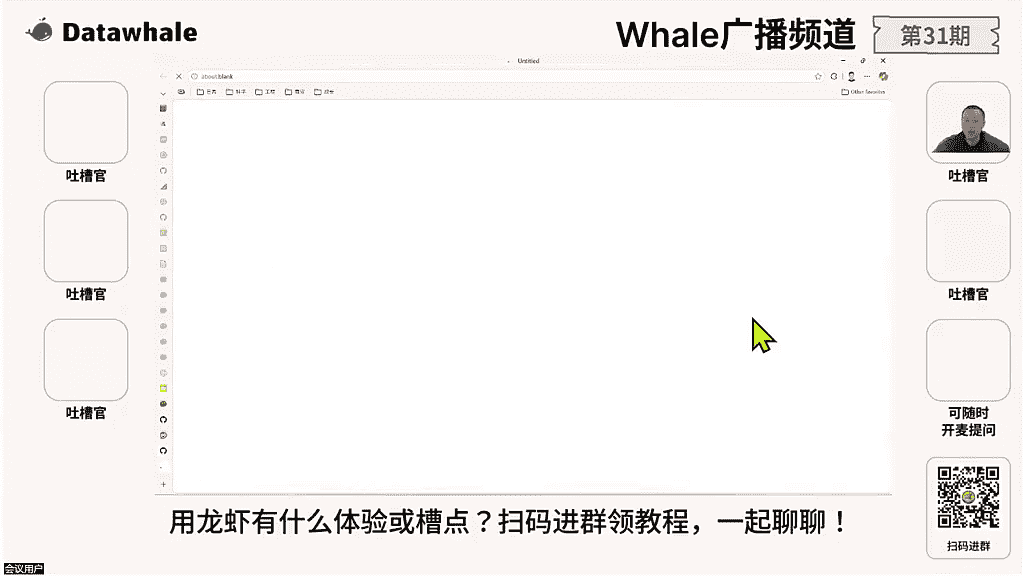 Datawhale
Whale广播频道
第31期
Untitled
about:blank
Other favorites
吐槽官
吐槽官
吐槽官
吐槽官
吐槽官
可随时
开麦提问
扫码进群
用龙虾有什么体验或槽点？扫码进群领教程，一起聊聊！
会议用户